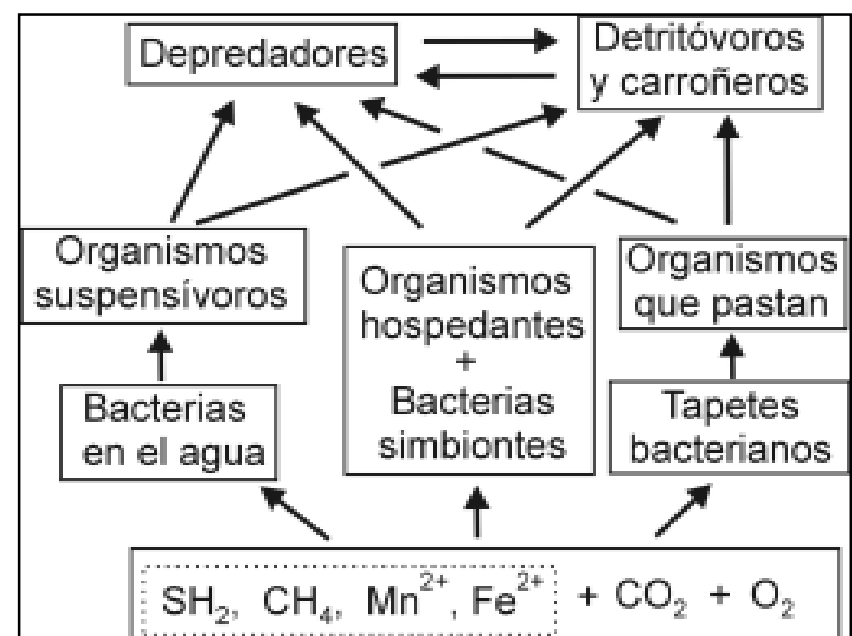 Depredadores
Detritóvoros
y carroñeros
Organismos
suspensívoros
Organismos
hospedantes
+
Bacterias
simbiontes
Organismos
que pastan
Bacterias
en el agua
Tapetes
bacterianos
SH₂, CH₄, Mn²⁺, Fe²⁺ + CO₂ + O₂